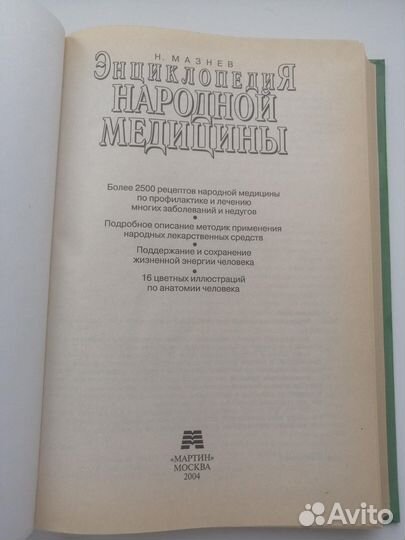 Н. МАЗНЕВ
ЭНЦИКЛОПЕДИЯ
НАРОДНОЙ
МЕДИЦИНЫ
Более 2500 рецептов народной медицины
по профилактике и лечению
многих заболеваний и недугов
•
Подробное описание методик применения
народных лекарственных средств
•
Поддержание и сохранение
жизненной энергии человека
•
16 цветных иллюстраций
по анатомии человека
«МАРТИН»
МОСКВА
2004
Avito